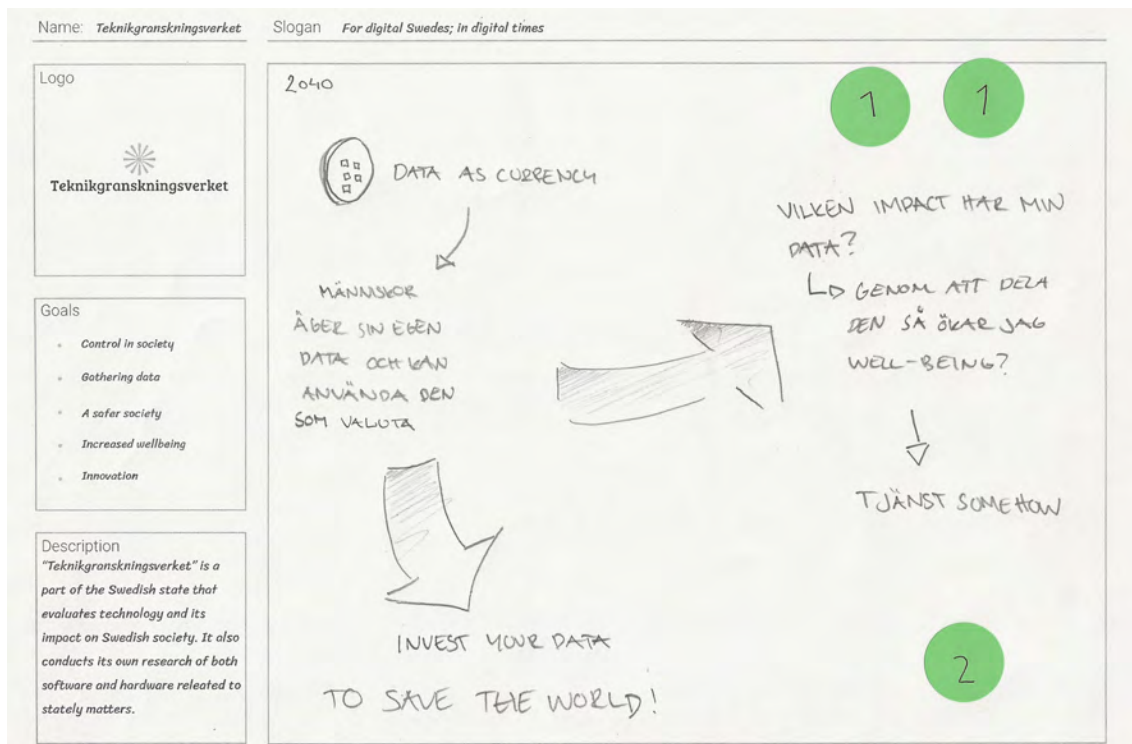 Name: Teknikgranskningsverket
Slogan For digital Swedes; in digital times
Logo
Teknikgranskningsverket
Goals
Control in society
Gathering data
A safer society
Increased wellbeing
Innovation
Description
"Teknikgranskningsverket" is a
part of the Swedish state that
evaluates technology and its
impact on Swedish society. It also
conducts its own research of both
software and hardware releated to
stately matters.
2040
DATA AS CURRENCY
MÄNNSKOR
ÄGER SIN EGEN
DATA OCH KAN
ANVÄNDA DEN
SOM VALUTA
INVEST YOUR DATA
TO SAVE THE WORLD!
1
1
VILKEN IMPACT HAR MIN
DATA?
GENOM ATT DELA
DEN SÅ ÖKAR JAG
WELL-BEING?
TJÄNST SOMEHOW
2